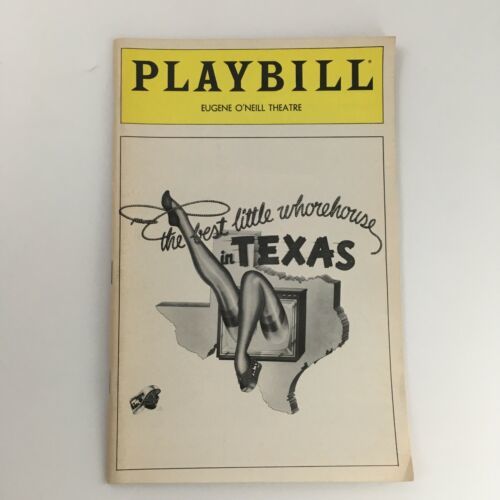 PLAYBILL®
EUGENE O'NEILL THEATRE
the best little whorehouse
in TEXAS